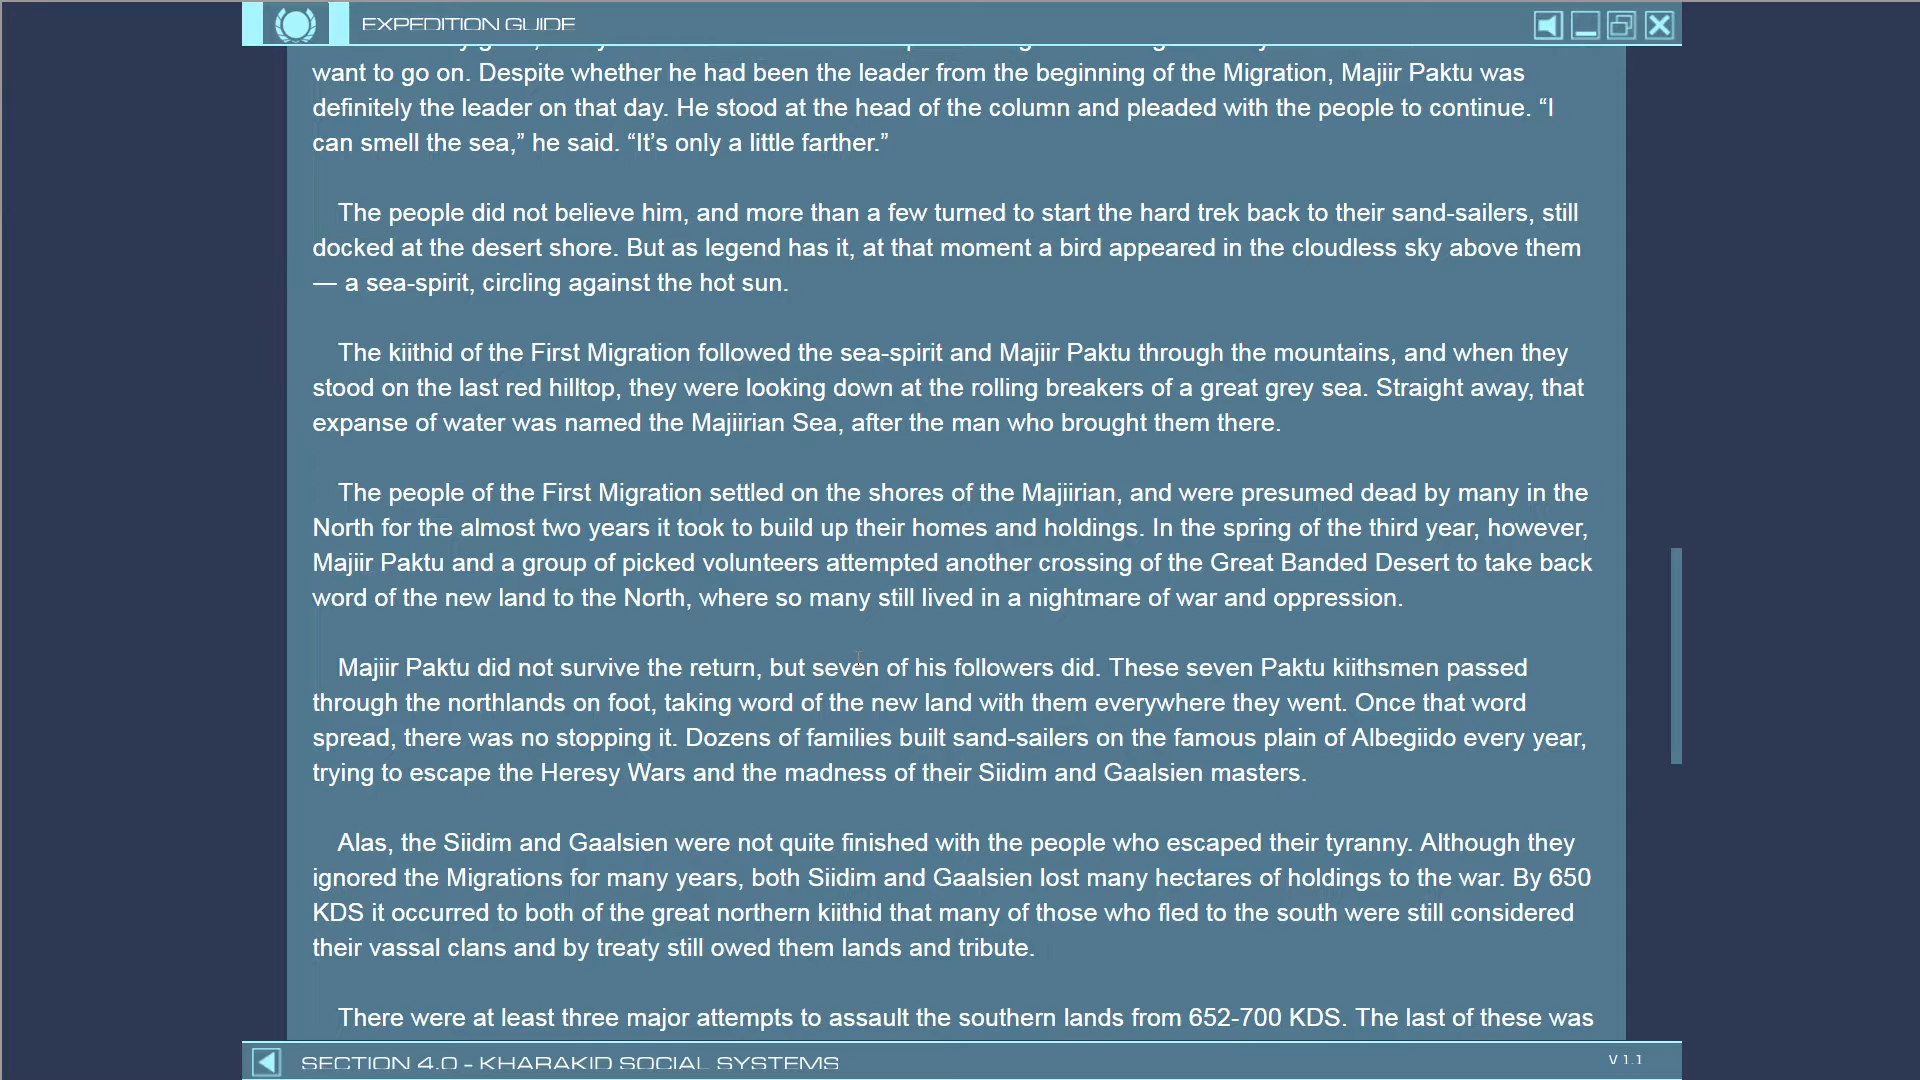 EXPEDITION GUIDE
want to go on. Despite whether he had been the leader from the beginning of the Migration, Majiir Paktu was
definitely the leader on that day. He stood at the head of the column and pleaded with the people to continue. “I
can smell the sea,” he said. “It’s only a little farther.”
The people did not believe him, and more than a few turned to start the hard trek back to their sand-sailers, still
docked at the desert shore. But as legend has it, at that moment a bird appeared in the cloudless sky above them
— a sea-spirit, circling against the hot sun.
The kiithid of the First Migration followed the sea-spirit and Majiir Paktu through the mountains, and when they
stood on the last red hilltop, they were looking down at the rolling breakers of a great grey sea. Straight away, that
expanse of water was named the Majiirian Sea, after the man who brought them there.
The people of the First Migration settled on the shores of the Majiirian, and were presumed dead by many in the
North for the almost two years it took to build up their homes and holdings. In the spring of the third year, however,
Majiir Paktu and a group of picked volunteers attempted another crossing of the Great Banded Desert to take back
word of the new land to the North, where so many still lived in a nightmare of war and oppression.
Majiir Paktu did not survive the return, but seven of his followers did. These seven Paktu kiithsmen passed
through the northlands on foot, taking word of the new land with them everywhere they went. Once that word
spread, there was no stopping it. Dozens of families built sand-sailers on the famous plain of Albegiido every year,
trying to escape the Heresy Wars and the madness of their Siidim and Gaalsien masters.
Alas, the Siidim and Gaalsien were not quite finished with the people who escaped their tyranny. Although they
ignored the Migrations for many years, both Siidim and Gaalsien lost many hectares of holdings to the war. By 650
KDS it occurred to both of the great northern kiithid that many of those who fled to the south were still considered
their vassal clans and by treaty still owed them lands and tribute.
There were at least three major attempts to assault the southern lands from 652-700 KDS. The last of these was
SECTION 4.0 - KHARAKID SOCIAL SYSTEMS
V 1.1